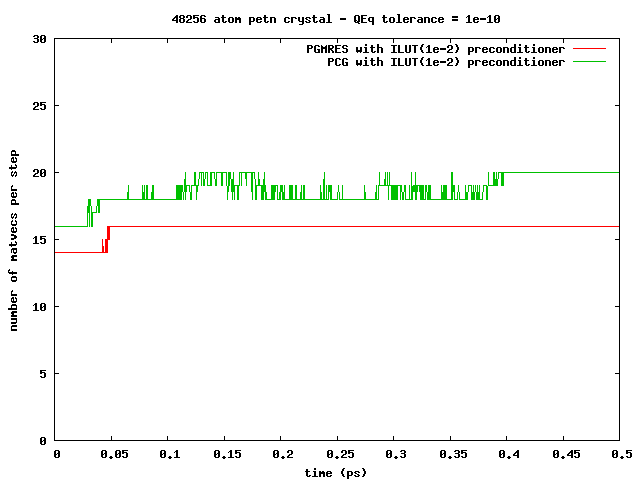 48256 atom petn crystal - QEq tolerance = 1e-10
PGMRES with ILUT(1e-2) preconditioner
PCG with ILUT(1e-2) preconditioner
number of matvecs per step
30
25
20
15
10
5
0
0 0.05 0.1 0.15 0.2 0.25 0.3 0.35 0.4 0.45 0.5
time (ps)